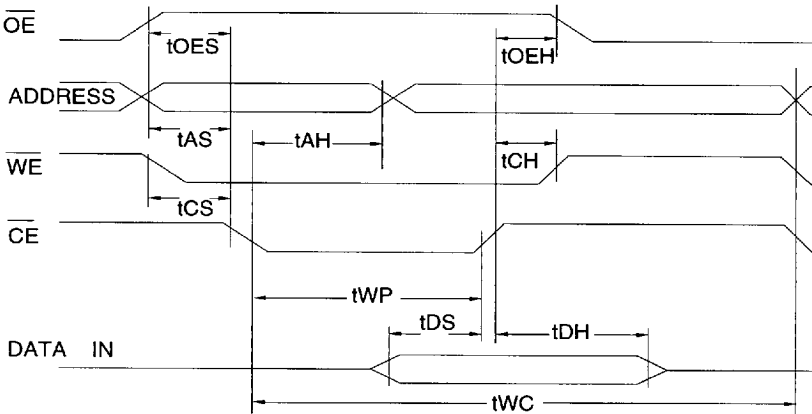 OE
tOES
tOEH
ADDRESS
tAS
tAH
tCH
WE
tCS
CE
tWP
tDS
tDH
DATA IN
tWC